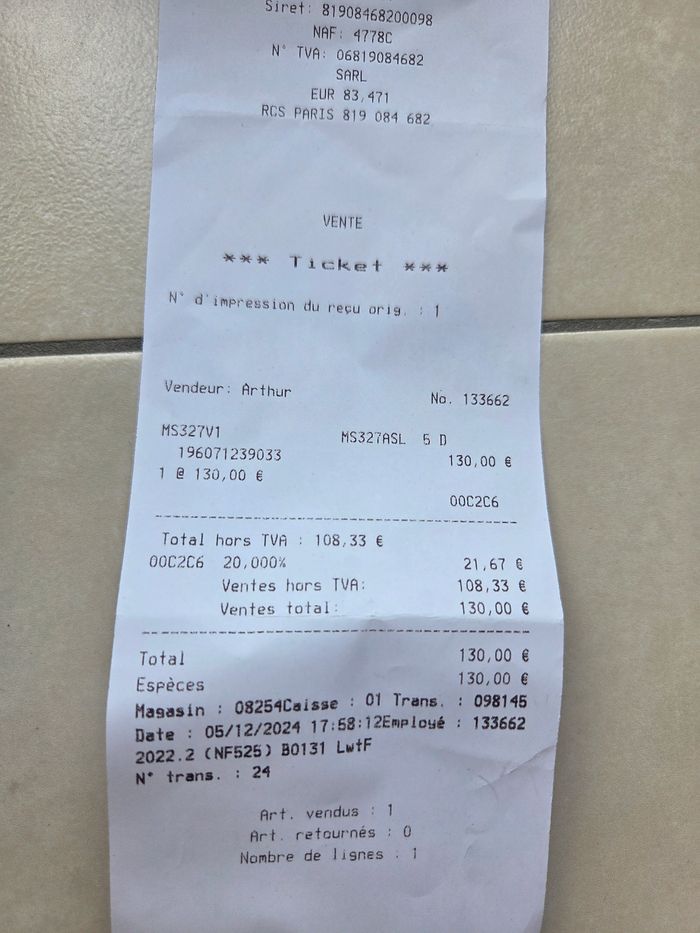 Siret: 81908468200098
NAF: 4778C
N° TVA: 06819084682
SARL
EUR 83,471
RCS PARIS 819 084 682
VENTE
*** Ticket ***
N° d'impression du reçu orig. : 1
Vendeur: Arthur No. 133662
MS327V1 MS327ASL 5 D
196071239033 130,00 €
1 @ 130,00 €
00C2C6
Total hors TVA : 108,33 €
00C2C6 20,000% 21,67 €
Ventes hors TVA: 108,33 €
Ventes total: 130,00 €
Total 130,00 €
Espèces 130,00 €
Magasin : 08254Caisse : 01 Trans. : 098145
Date : 05/12/2024 17:58:12Employé : 133662
2022.2 (NF525) B0131 LwtF
N° trans. : 24
Art. vendus : 1
Art. retournés : 0
Nombre de lignes : 1